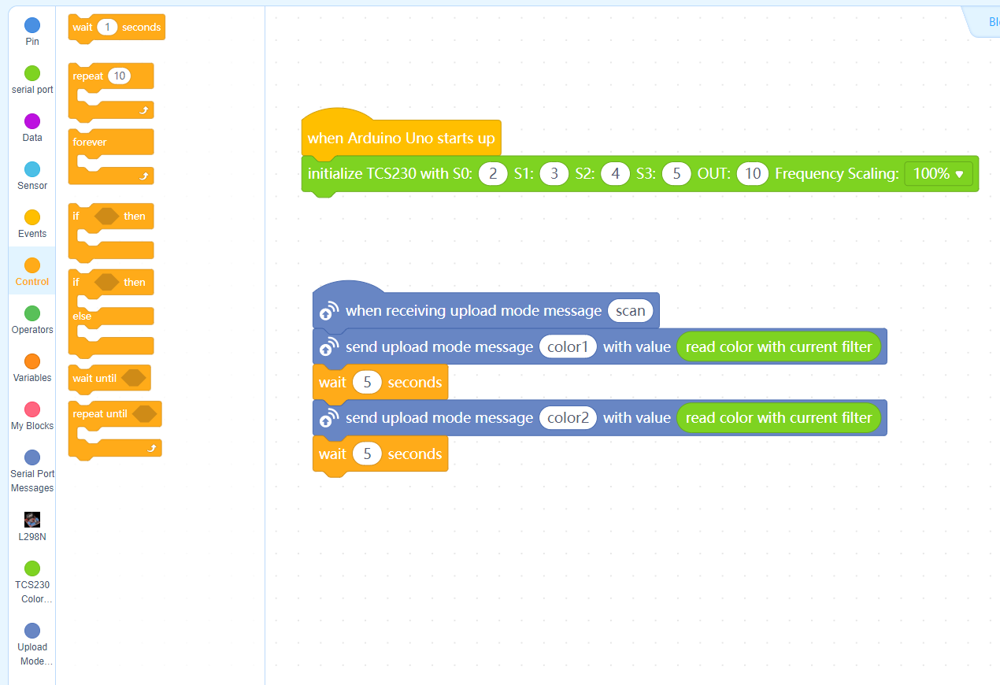 Pin
serial port
Data
Sensor
Events
Control
Operators
Variables
My Blocks
Serial Port
Messages
L298N
TCS230
Color...
Upload
Mode...
wait 1 seconds
repeat 10
forever
if then
if then
else
wait until
repeat until
when Arduino Uno starts up
initialize TCS230 with S0: 2 S1: 3 S2: 4 S3: 5 OUT: 10 Frequency Scaling: 100%
when receiving upload mode message scan
send upload mode message color1 with value read color with current filter
wait 5 seconds
send upload mode message color2 with value read color with current filter
wait 5 seconds